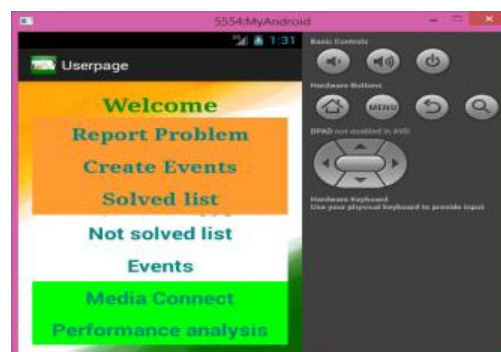 5554:MyAndroid
1:31
Userpage
Welcome
Report Problem
Create Events
Solved list
Not solved list
Events
Media Connect
Performance analysis
Basic Controls
Hardware Buttons
MENU
DPAD not enabled in AVD
Hardware Keyboard
Use your physical keyboard to provide input